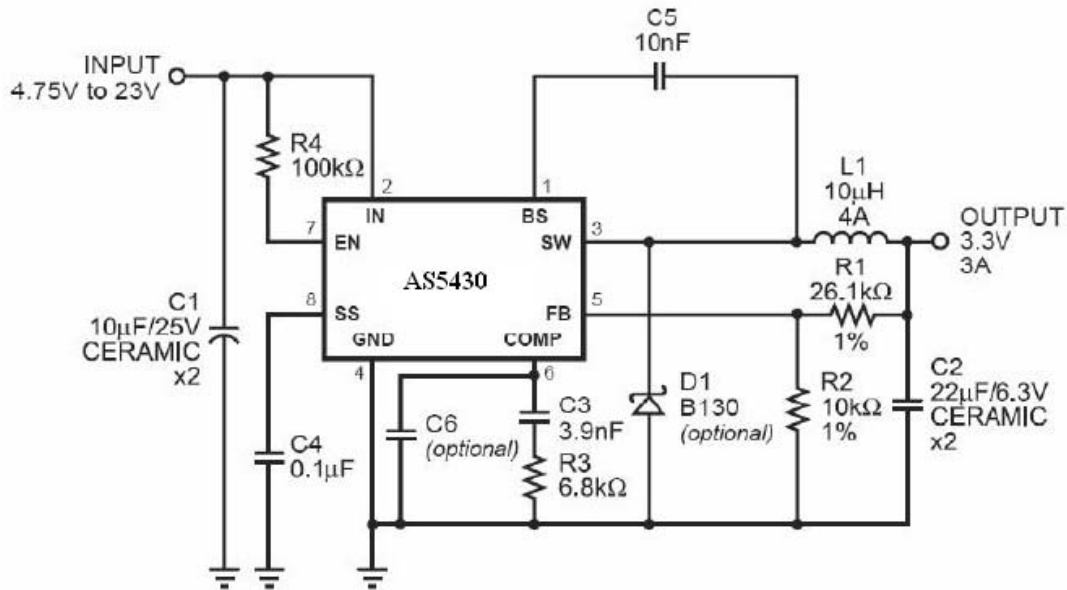 C5
10nF
INPUT
4.75V to 23V
R4
100kΩ
2
1
L1
10μH
4A
IN
BS
OUTPUT
3.3V
3A
7
EN
SW
3
AS5430
R1
26.1kΩ
1%
8
SS
FB
5
C1
10μF/25V
CERAMIC
x2
GND
COMP
4
6
C6
(optional)
C3
3.9nF
R3
6.8kΩ
D1
B130
(optional)
R2
10kΩ
1%
C2
22μF/6.3V
CERAMIC
x2
C4
0.1μF